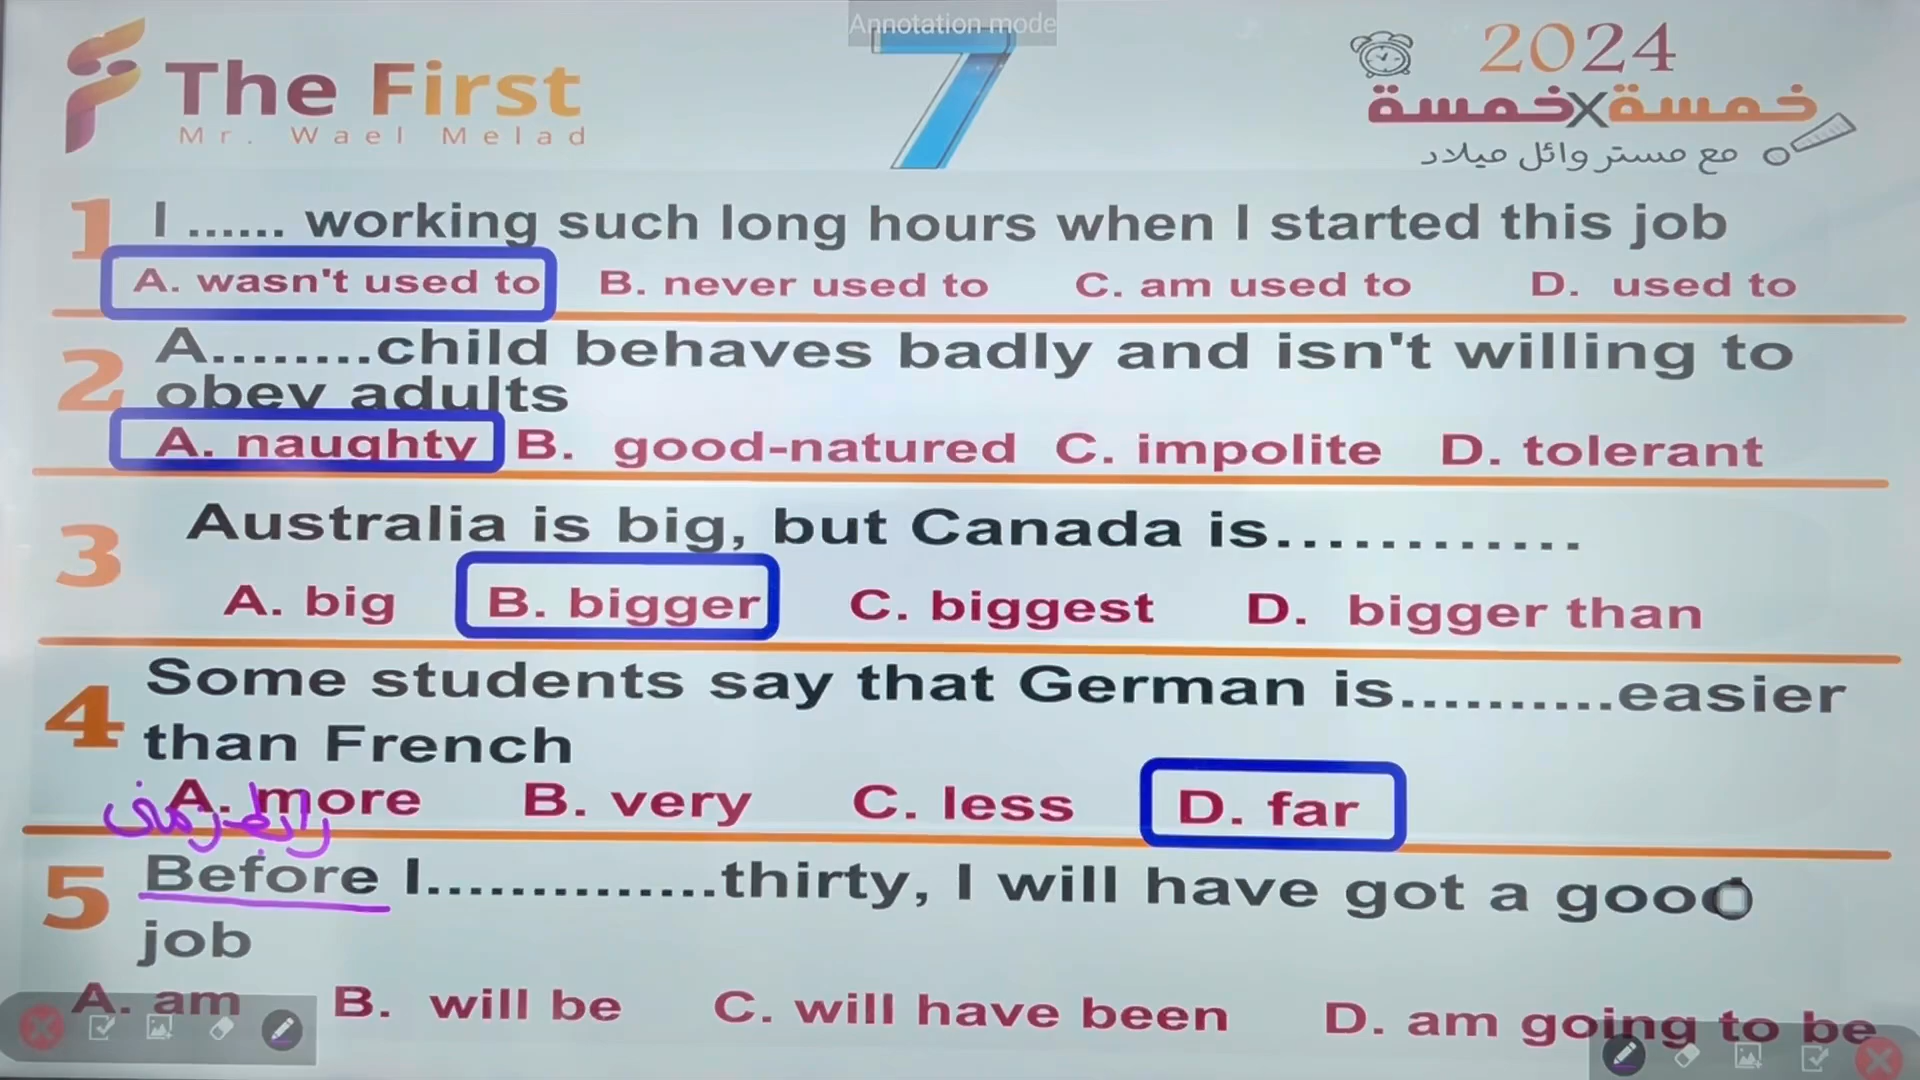 Annotation mode
The First
Mr. Wael Melad
7
2024
خمسةXخمسة
مع مستر وائل ميلاد
1 I ...... working such long hours when I started this job
A. wasn't used to B. never used to C. am used to D. used to
2 A........child behaves badly and isn't willing to
obey adults
A. naughty B. good-natured C. impolite D. tolerant
3 Australia is big, but Canada is............
A. big B. bigger C. biggest D. bigger than
4 Some students say that German is..........easier
than French
A. more B. very C. less D. far
رابط زمني
5 Before I..............thirty, I will have got a good
job
A. am B. will be C. will have been D. am going to be